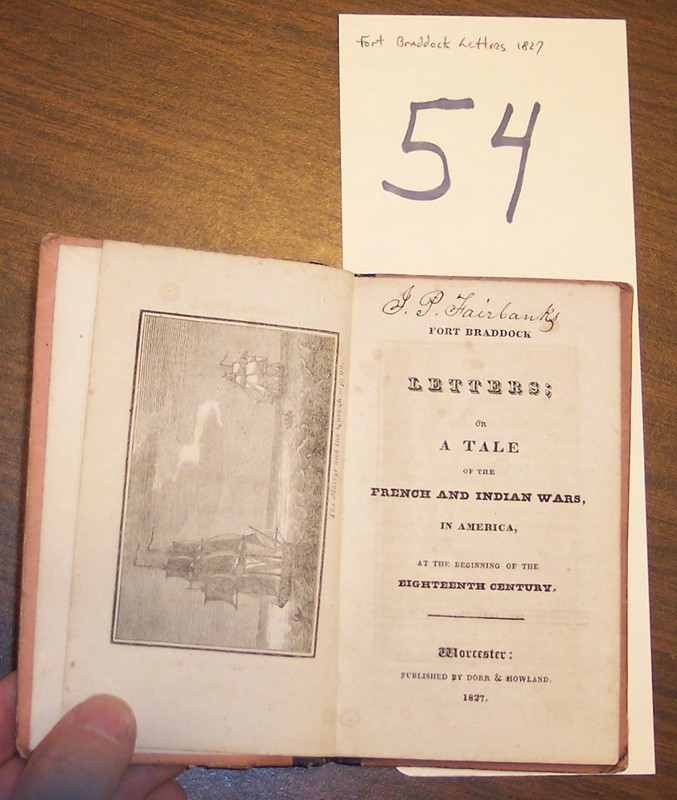 Fort Braddock Letters 1827
54
J. P. Fairbanks
FORT BRADDOCK
LETTERS;
OR
A TALE
OF THE
FRENCH AND INDIAN WARS,
IN AMERICA,
AT THE BEGINNING OF THE
EIGHTEENTH CENTURY.
Worcester:
PUBLISHED BY DORR & HOWLAND.
1827.